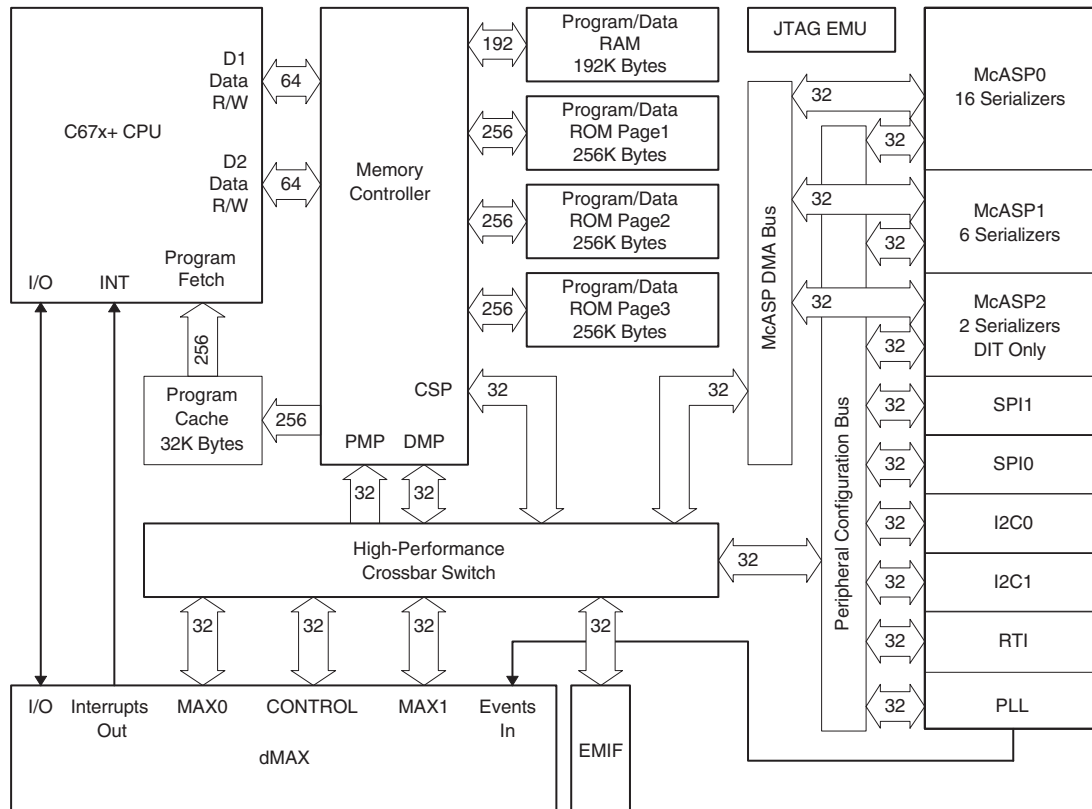 C67x+ CPU
D1
Data
R/W
D2
Data
R/W
Program
Fetch
I/O
INT
64
64
256
Program
Cache
32K Bytes
256
Memory
Controller
CSP
PMP
DMP
32
32
32
192
256
256
256
Program/Data
RAM
192K Bytes
Program/Data
ROM Page1
256K Bytes
Program/Data
ROM Page2
256K Bytes
Program/Data
ROM Page3
256K Bytes
JTAG EMU
McASP DMA Bus
Peripheral Configuration Bus
32
32
32
32
32
32
32
32
32
32
32
32
32
32
McASP0
16 Serializers
McASP1
6 Serializers
McASP2
2 Serializers
DIT Only
SPI1
SPI0
I2C0
I2C1
RTI
PLL
High-Performance
Crossbar Switch
32
32
32
32
32
I/O
Interrupts
Out
MAX0
CONTROL
MAX1
Events
In
dMAX
EMIF